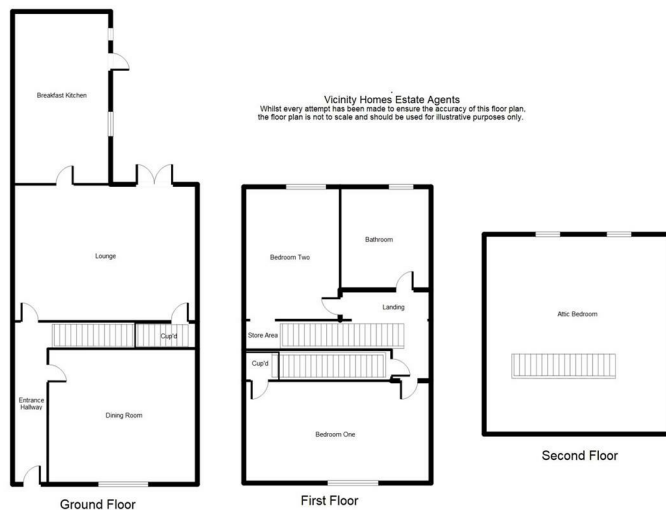 Vicinity Homes Estate Agents
Whilst every attempt has been made to ensure the accuracy of this floor plan,
the floor plan is not to scale and should be used for illustrative purposes only.
Breakfast Kitchen
Lounge
Cup'd
Entrance
Hallway
Dining Room
Ground Floor
Bedroom Two
Bathroom
Landing
Store Area
Cup'd
Bedroom One
First Floor
Attic Bedroom
Second Floor